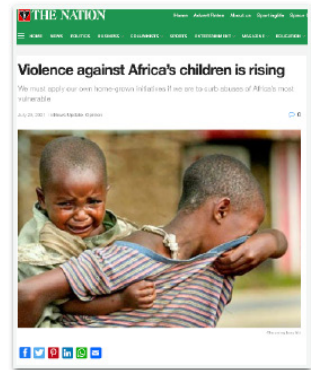 THE NATION
Home Advert Rates About us SportingLife
HOME NEWS POLITICS BUSINESS COLUMNISTS SPORTS ENTERTAINMENT MAGAZINE EDUCATION
Violence against Africa's children is rising
We must apply our own home-grown initiatives if we are to curb abuses of Africa's most
vulnerable
0